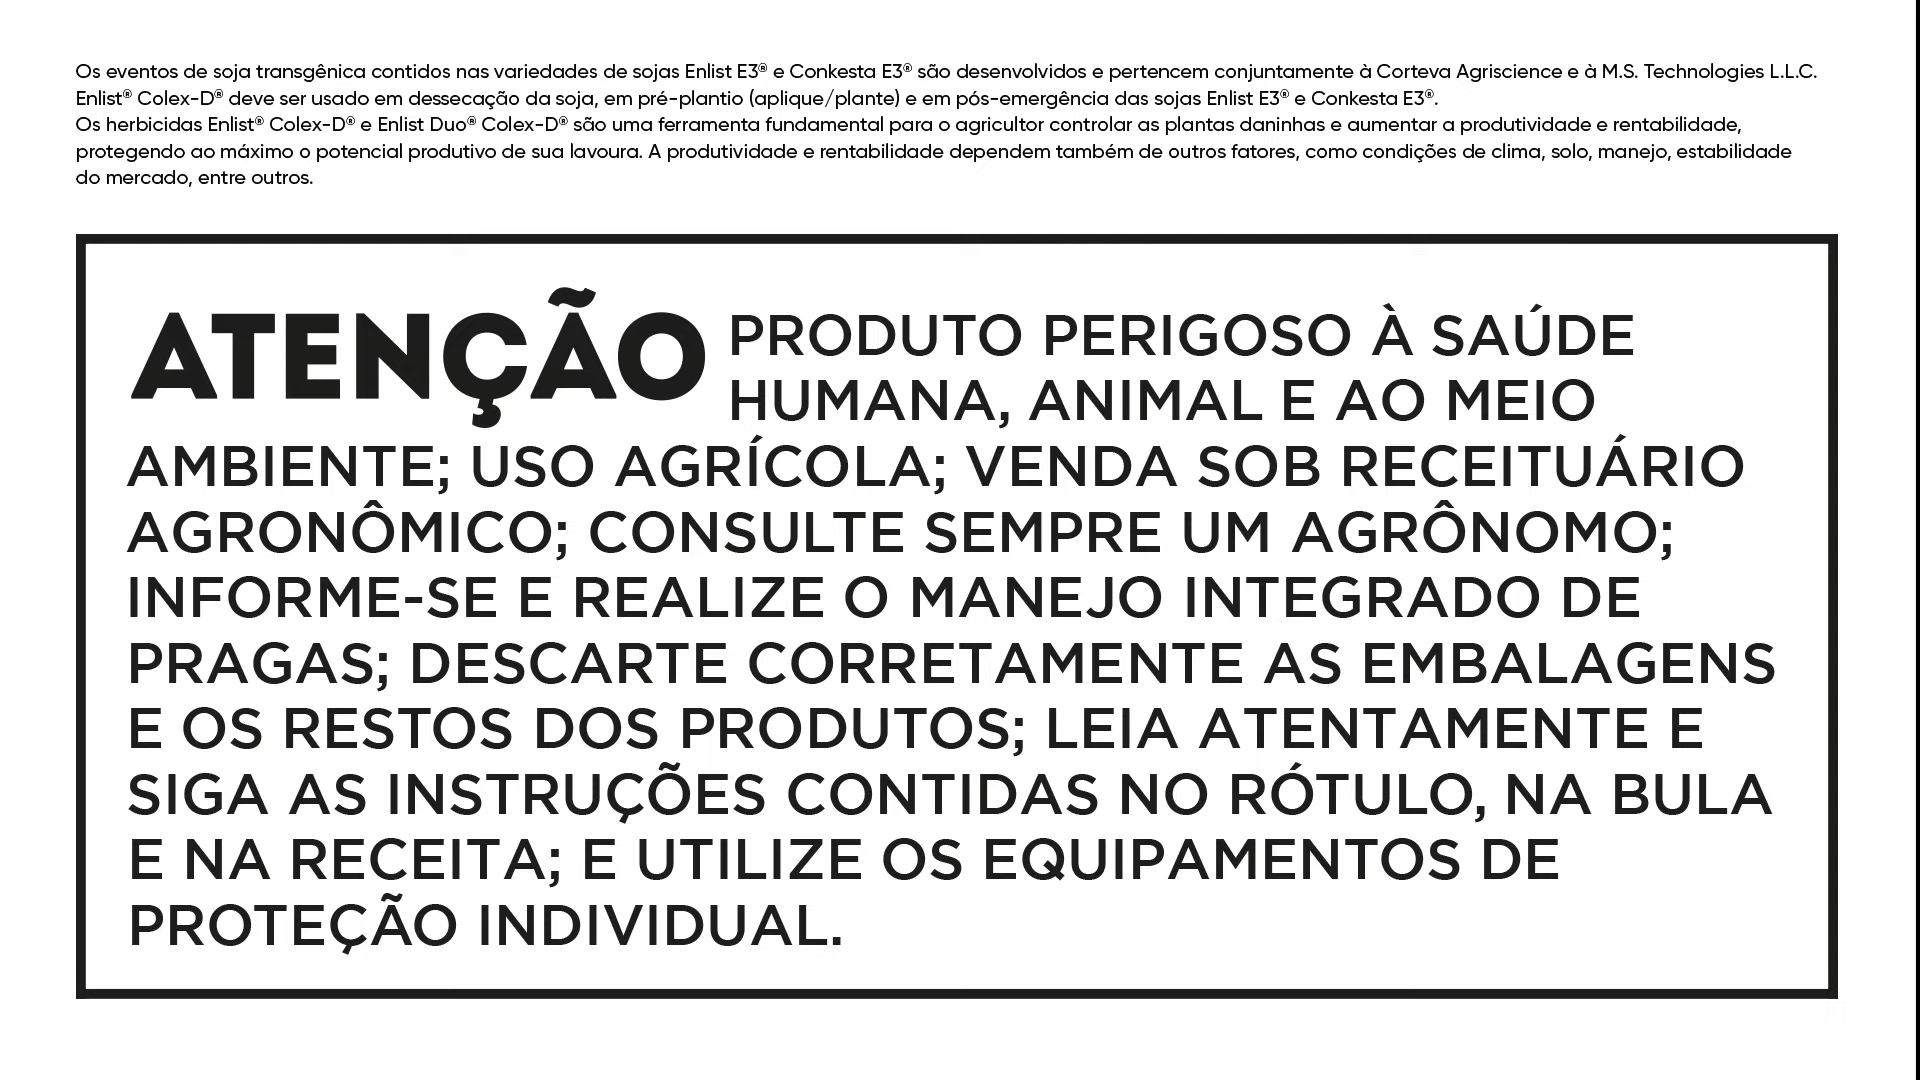 Os eventos de soja transgênica contidos nas variedades de sojas Enlist E3® e Conkesta E3® são desenvolvidos e pertencem conjuntamente à Corteva Agriscience e à M.S. Technologies L.L.C.
Enlist® Colex-D® deve ser usado em dessecação da soja, em pré-plantio (aplique/plante) e em pós-emergência das sojas Enlist E3® e Conkesta E3®.
Os herbicidas Enlist® Colex-D® e Enlist Duo® Colex-D® são uma ferramenta fundamental para o agricultor controlar as plantas daninhas e aumentar a produtividade e rentabilidade,
protegendo ao máximo o potencial produtivo de sua lavoura. A produtividade e rentabilidade dependem também de outros fatores, como condições de clima, solo, manejo, estabilidade
do mercado, entre outros.
ATENÇÃO PRODUTO PERIGOSO À SAÚDE
HUMANA, ANIMAL E AO MEIO
AMBIENTE; USO AGRÍCOLA; VENDA SOB RECEITUÁRIO
AGRONÔMICO; CONSULTE SEMPRE UM AGRÔNOMO;
INFORME-SE E REALIZE O MANEJO INTEGRADO DE
PRAGAS; DESCARTE CORRETAMENTE AS EMBALAGENS
E OS RESTOS DOS PRODUTOS; LEIA ATENTAMENTE E
SIGA AS INSTRUÇÕES CONTIDAS NO RÓTULO, NA BULA
E NA RECEITA; E UTILIZE OS EQUIPAMENTOS DE
PROTEÇÃO INDIVIDUAL.